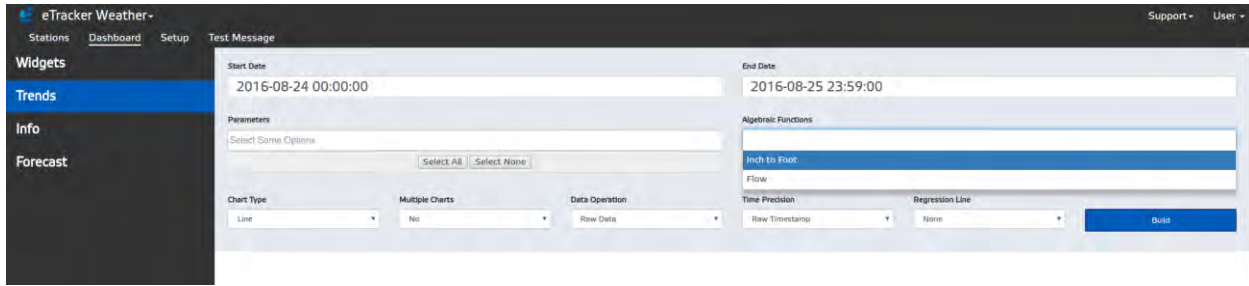 eTracker Weather
Support
User
Stations Dashboard Setup Test Message
Widgets
Trends
Info
Forecast
Start Date
2016-08-24 00:00:00
End Date
2016-08-25 23:59:00
Parameters
Select Some Options
Select All Select None
Algebraic Functions
Inch to Foot
Flow
Chart Type
Line
Multiple Charts
No
Data Operation
Raw Data
Time Precision
Raw Timestamp
Regression Line
None
Build